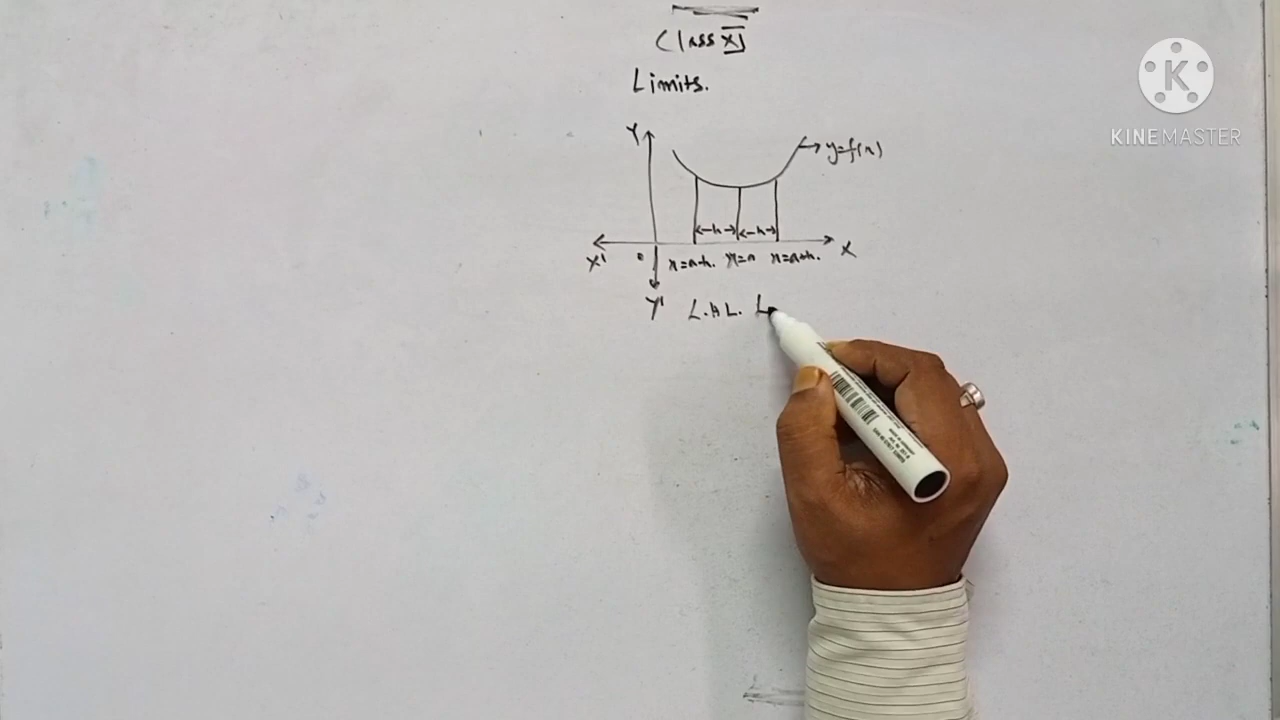 Class XI
Limits.
Y
y=f(x)
K
KINEMASTER
←h→ ←h→
X' 0 x=a-h. x=a x=a+h. X
Y' L.H.L. L